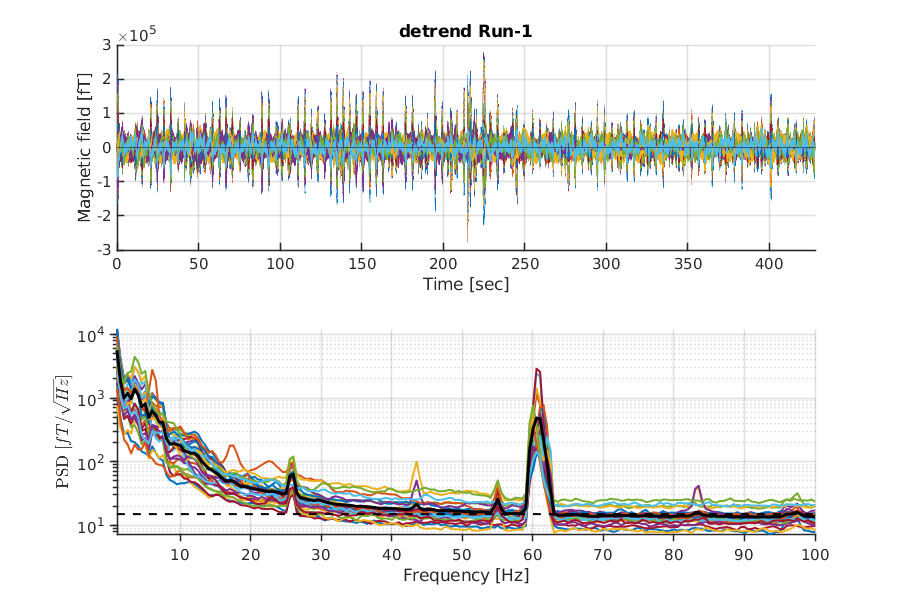 detrend Run-1
×10⁵
3
2
1
0
-1
-2
-3
Magnetic field [fT]
0 50 100 150 200 250 300 350 400
Time [sec]
10⁴
10³
10²
10¹
PSD [fT/√Hz]
10 20 30 40 50 60 70 80 90 100
Frequency [Hz]